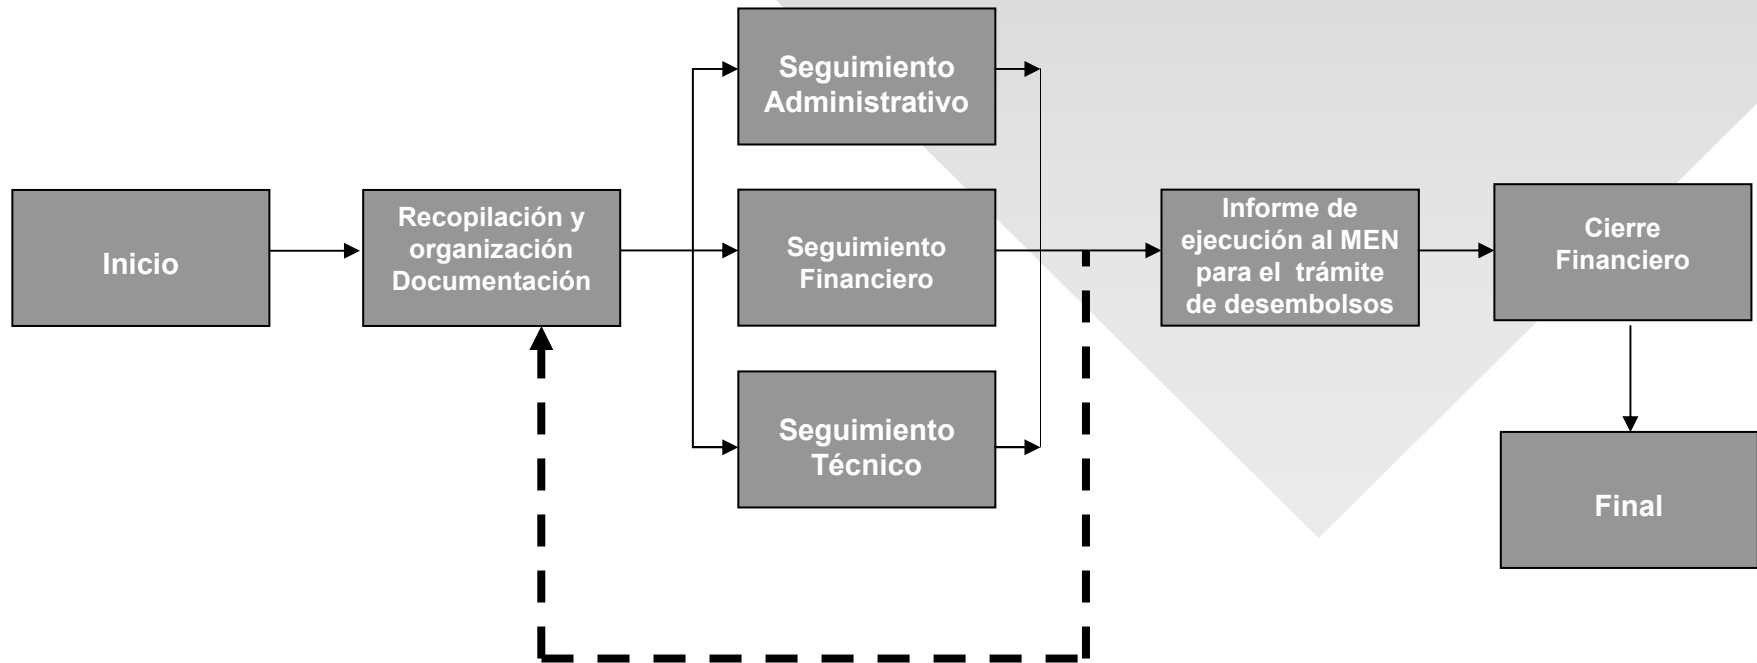 Inicio
Recopilación y
organización
Documentación
Seguimiento
Administrativo
Seguimiento
Financiero
Seguimiento
Técnico
Informe de
ejecución al MEN
para el trámite
de desembolsos
Cierre
Financiero
Final